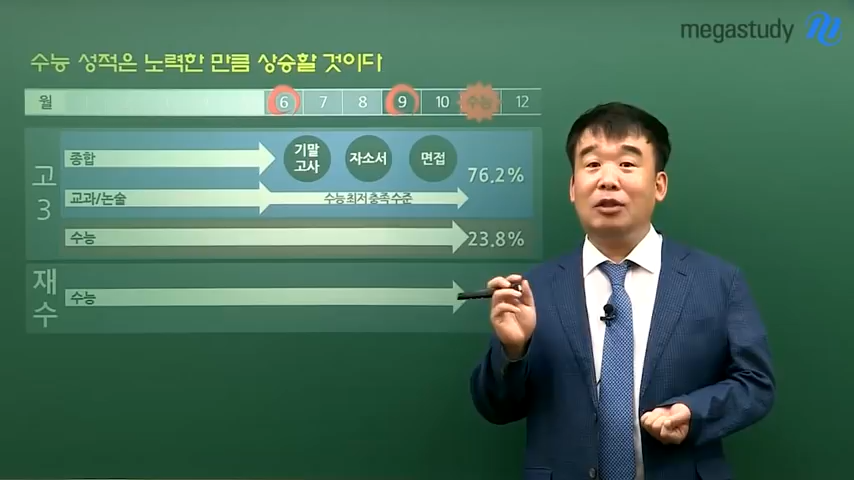 megastudy
수능 성적은 노력한 만큼 상승할 것이다
월 6 7 8 9 10 수능 12
고3
종합 기말고사 자소서 면접 76.2%
교과/논술 수능최저충족수준
수능 23.8%
재수
수능